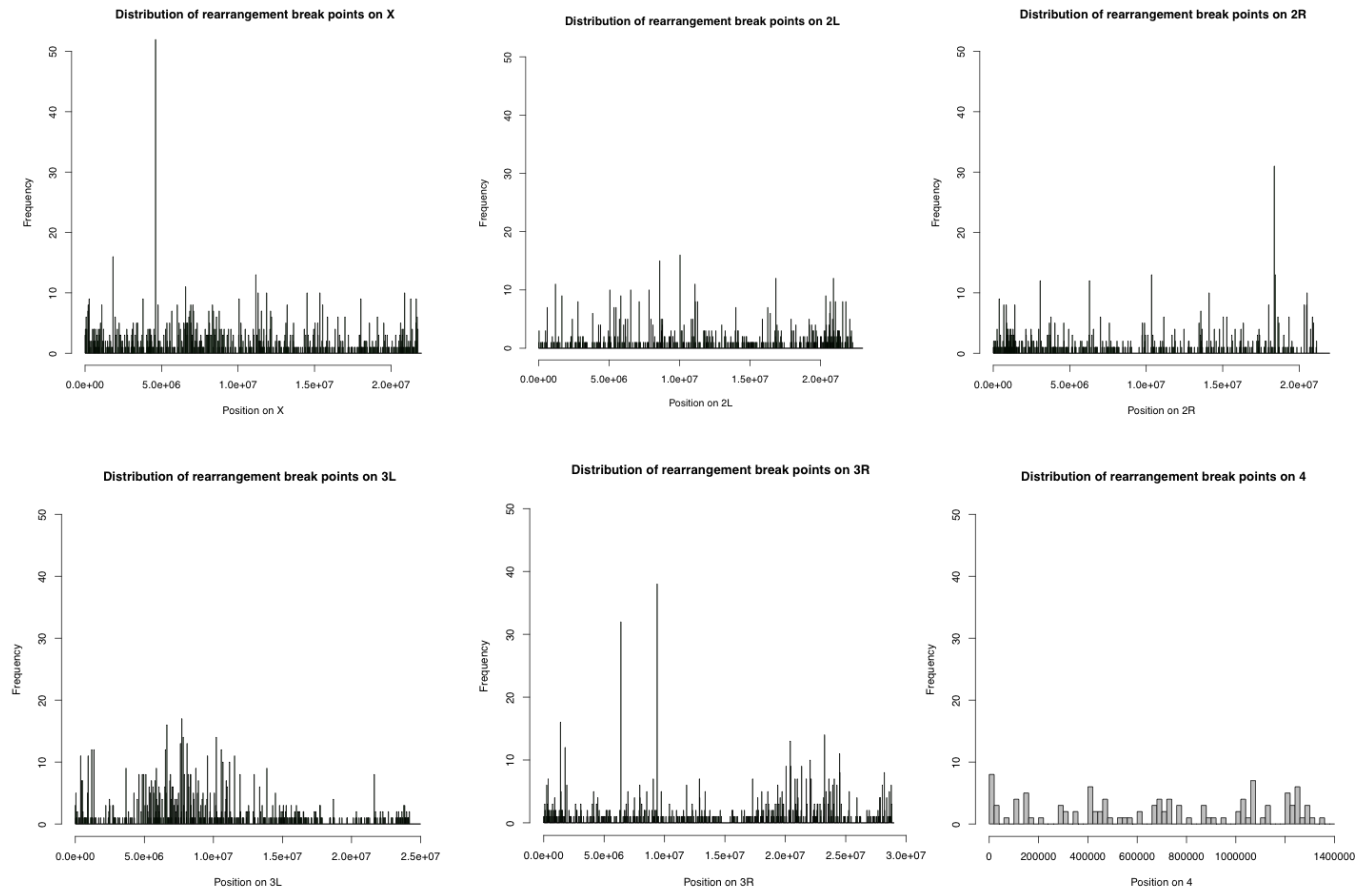 Distribution of rearrangement break points on X
Frequency
0 10 20 30 40 50
0.0e+00 5.0e+06 1.0e+07 1.5e+07 2.0e+07
Position on X
Distribution of rearrangement break points on 2L
Frequency
0 10 20 30 40 50
0.0e+00 5.0e+06 1.0e+07 1.5e+07 2.0e+07
Position on 2L
Distribution of rearrangement break points on 2R
Frequency
0 10 20 30 40 50
0.0e+00 5.0e+06 1.0e+07 1.5e+07 2.0e+07
Position on 2R
Distribution of rearrangement break points on 3L
Frequency
0 10 20 30 40 50
0.0e+00 5.0e+06 1.0e+07 1.5e+07 2.0e+07 2.5e+07
Position on 3L
Distribution of rearrangement break points on 3R
Frequency
0 10 20 30 40 50
0.0e+00 5.0e+06 1.0e+07 1.5e+07 2.0e+07 2.5e+07 3.0e+07
Position on 3R
Distribution of rearrangement break points on 4
Frequency
0 10 20 30 40 50
0 200000 400000 600000 800000 1000000 1400000
Position on 4